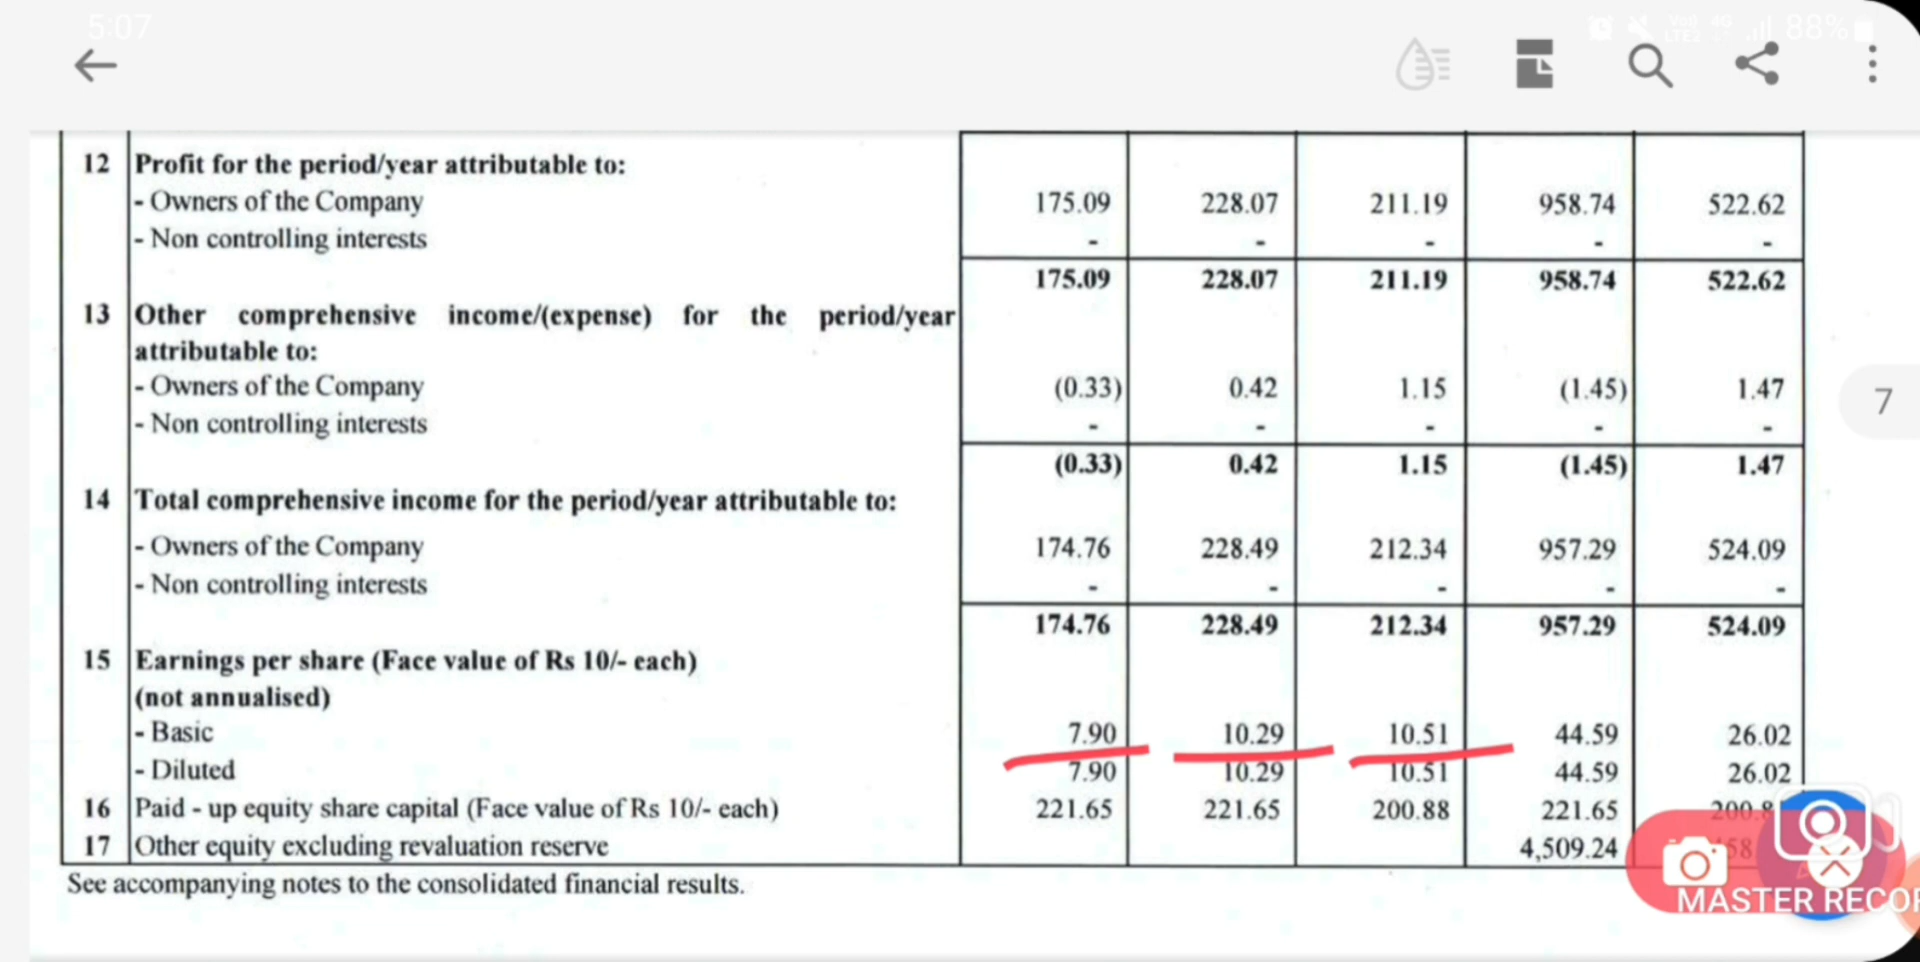 5:07
88%
12 Profit for the period/year attributable to:
- Owners of the Company 175.09 228.07 211.19 958.74 522.62
- Non controlling interests - - - - -
175.09 228.07 211.19 958.74 522.62
13 Other comprehensive income/(expense) for the period/year
attributable to:
- Owners of the Company (0.33) 0.42 1.15 (1.45) 1.47
- Non controlling interests - - - - -
(0.33) 0.42 1.15 (1.45) 1.47
7
14 Total comprehensive income for the period/year attributable to:
- Owners of the Company 174.76 228.49 212.34 957.29 524.09
- Non controlling interests - - - - -
174.76 228.49 212.34 957.29 524.09
15 Earnings per share (Face value of Rs 10/- each)
(not annualised)
- Basic 7.90 10.29 10.51 44.59 26.02
- Diluted 7.90 10.29 10.51 44.59 26.02
16 Paid - up equity share capital (Face value of Rs 10/- each) 221.65 221.65 200.88 221.65
17 Other equity excluding revaluation reserve 4,509.24
See accompanying notes to the consolidated financial results.
MASTER